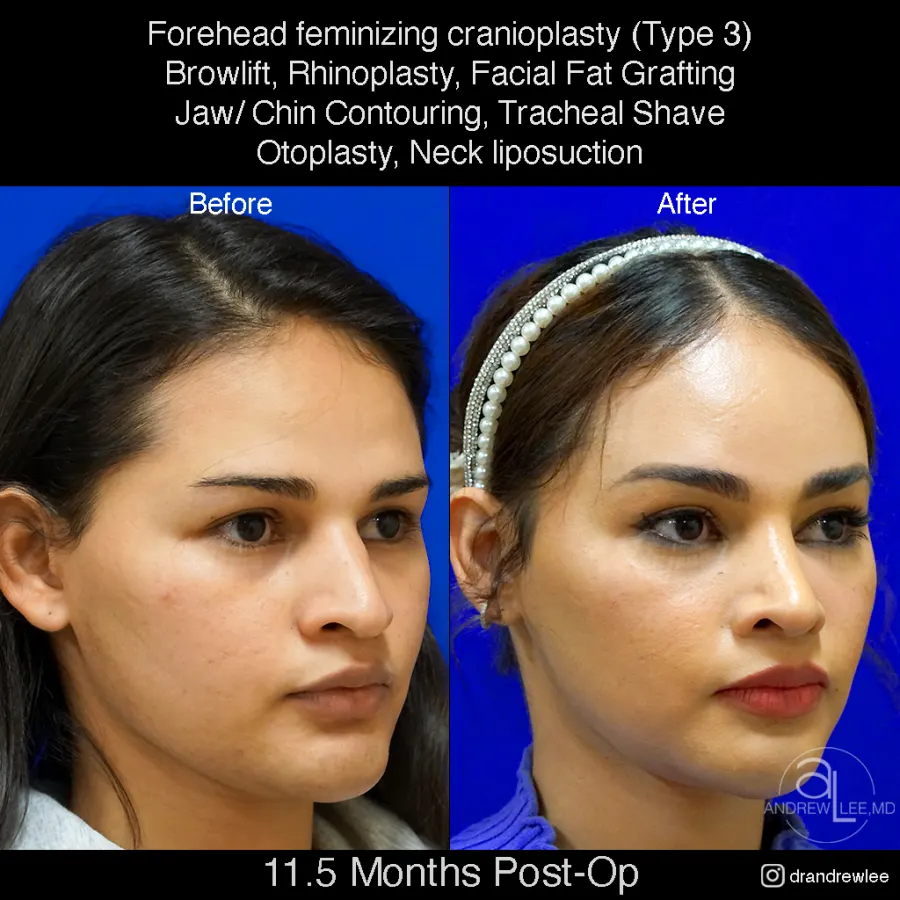 Forehead feminizing cranioplasty (Type 3)
Browlift, Rhinoplasty, Facial Fat Grafting
Jaw/ Chin Contouring, Tracheal Shave
Otoplasty, Neck liposuction
Before
After
aL
ANDREW LEE,MD
11.5 Months Post-Op
drandrewlee